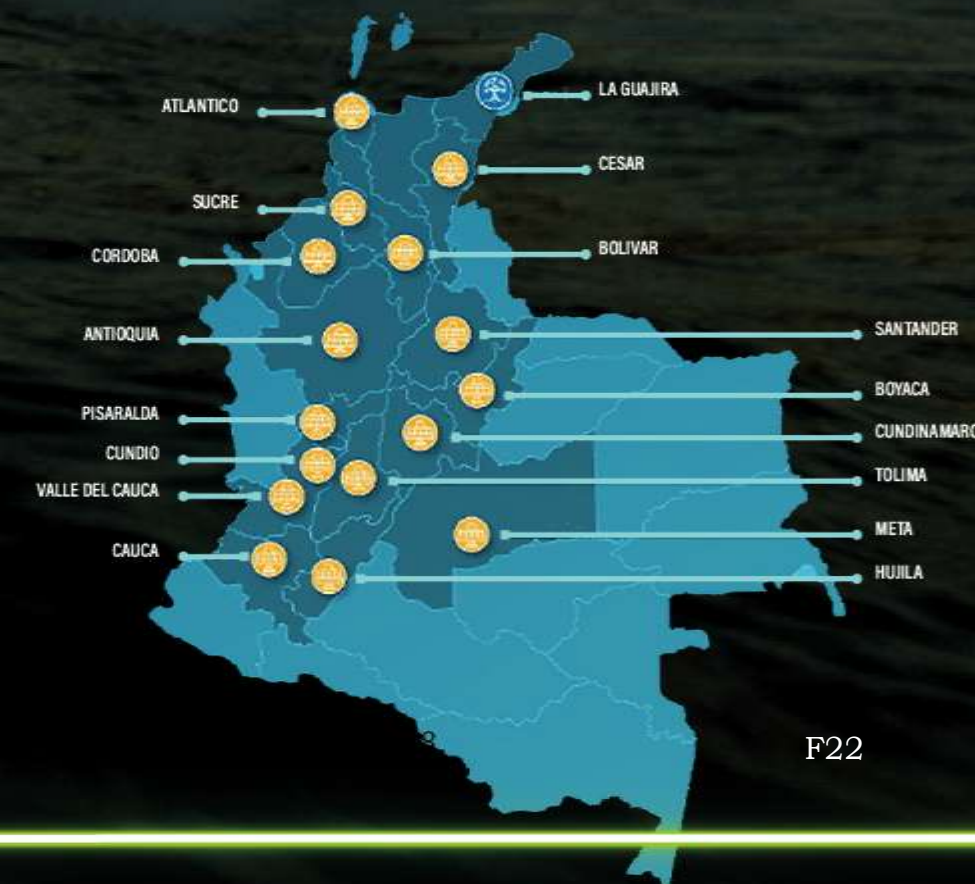 LA GUAJIRA
ATLANTICO
CESAR
SUCRE
BOLIVAR
CORDOBA
ANTIOQUIA
SANTANDER
BOYACA
PISARALDA
CUNDINAMARC
CUNDIO
TOLIMA
VALLE DEL CAUCA
META
CAUCA
HUJILA
3
F22